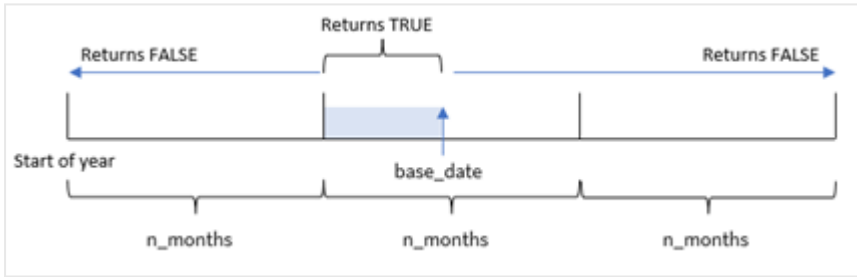 Returns TRUE
Returns FALSE
Returns FALSE
Start of year
base_date
n_months
n_months
n_months